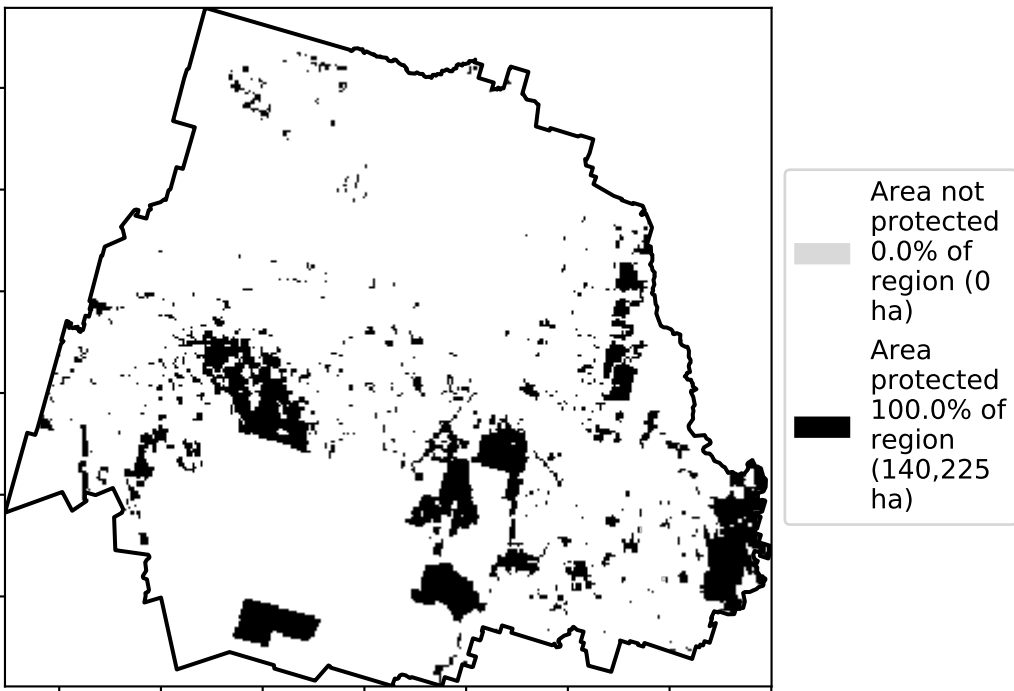 Area not
protected
0.0% of
region (0
ha)
Area
protected
100.0% of
region
(140,225
ha)